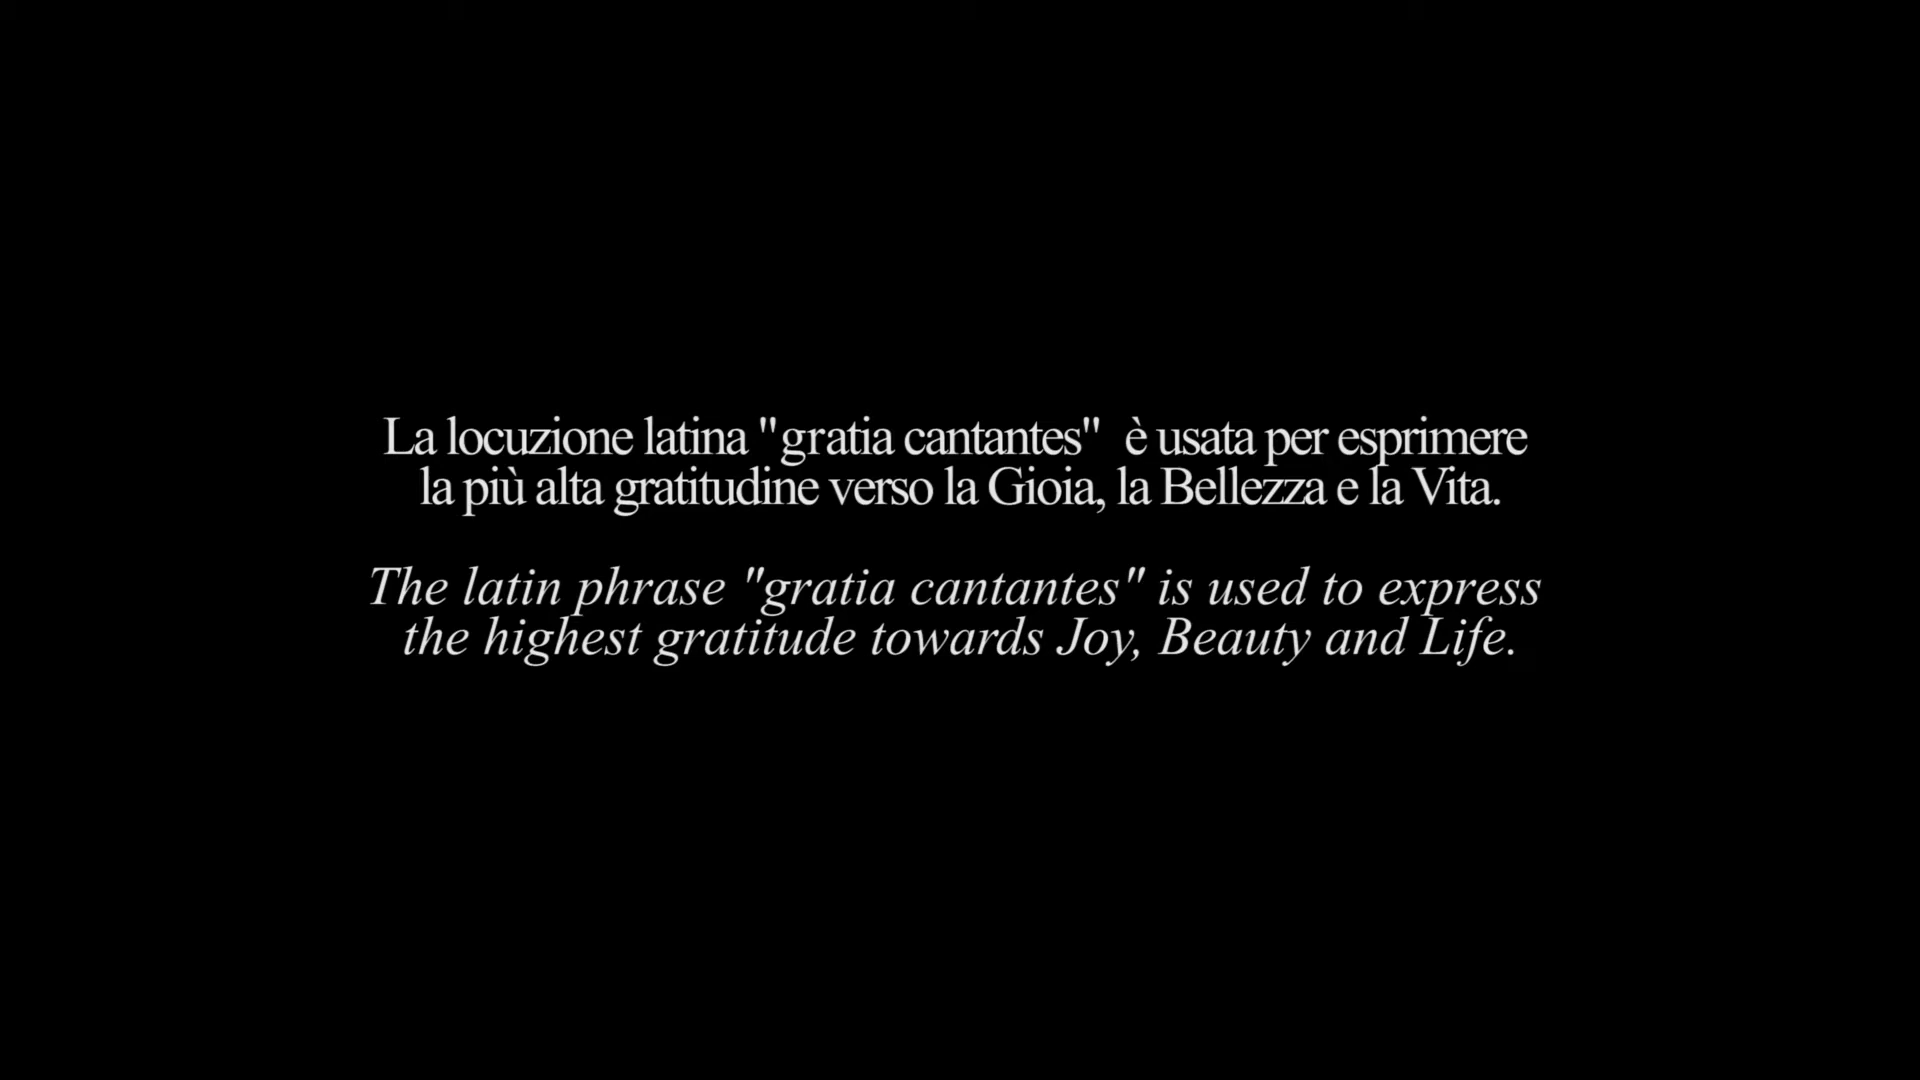 La locuzione latina "gratia cantantes"  è usata per esprimere
la più alta gratitudine verso la Gioia, la Bellezza e la Vita.
The latin phrase "gratia cantantes" is used to express
the highest gratitude towards Joy, Beauty and Life.